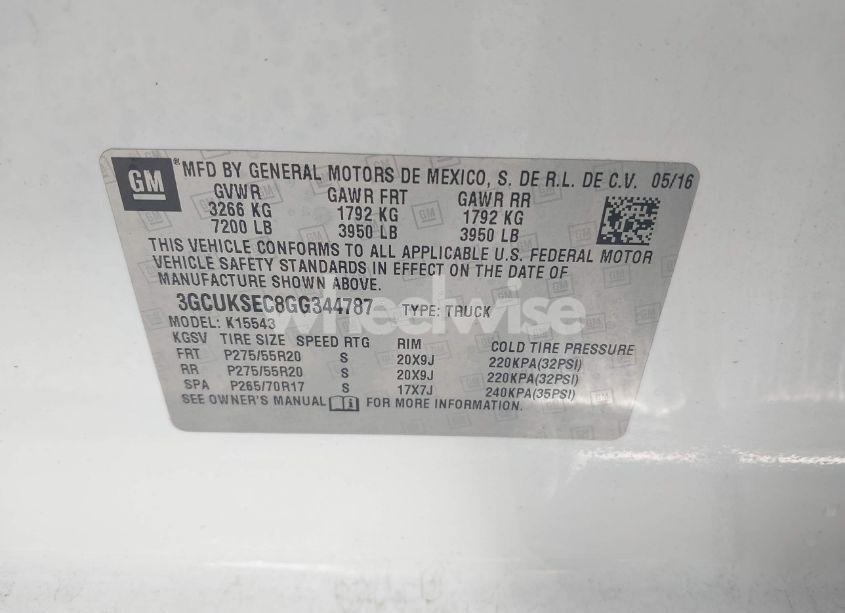 GM ® MFD BY GENERAL MOTORS DE MEXICO, S. DE R.L. DE C.V. 05/16
GVWR GAWR FRT GAWR RR
3266 KG 1792 KG 1792 KG
7200 LB 3950 LB 3950 LB
THIS VEHICLE CONFORMS TO ALL APPLICABLE U.S. FEDERAL MOTOR
VEHICLE SAFETY STANDARDS IN EFFECT ON THE DATE OF
MANUFACTURE SHOWN ABOVE.
3GCUKSEC8GG344787 TYPE: TRUCK
wheelwise
MODEL: K15543
KGSV TIRE SIZE SPEED RTG RIM COLD TIRE PRESSURE
FRT P275/55R20 S 20X9J 220KPA(32PSI)
RR P275/55R20 S 20X9J 220KPA(32PSI)
SPA P265/70R17 S 17X7J 240KPA(35PSI)
SEE OWNER'S MANUAL FOR MORE INFORMATION.